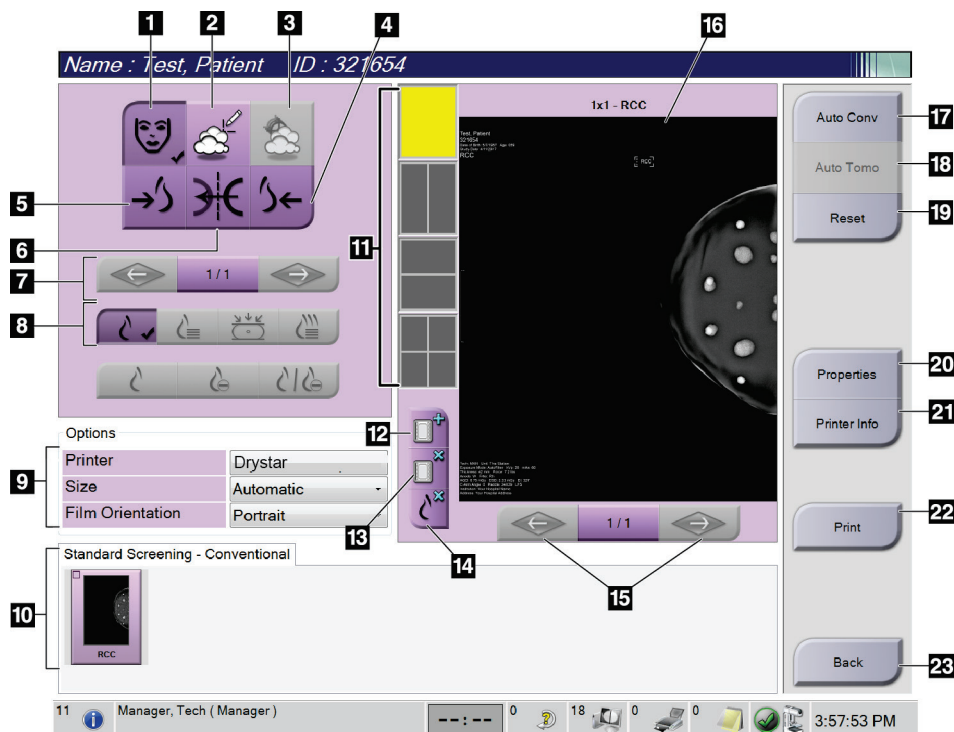 1 2 3 4 16
Name : Test, Patient ID : 321654
1x1 - RCC
Test, Patient
321654
RCC
RCC
Auto Conv 17
Auto Tomo 18
Reset 19
5
6
11
7 1 / 1
8
Properties 20
Printer Info 21
12
Options
9
Printer Drystar
Size Automatic
Film Orientation Portrait
13
14
1 / 1
15
Print 22
10
Standard Screening - Conventional
RCC
Back 23
11 Manager, Tech ( Manager ) --:-- 0 18 0 0 3:57:53 PM